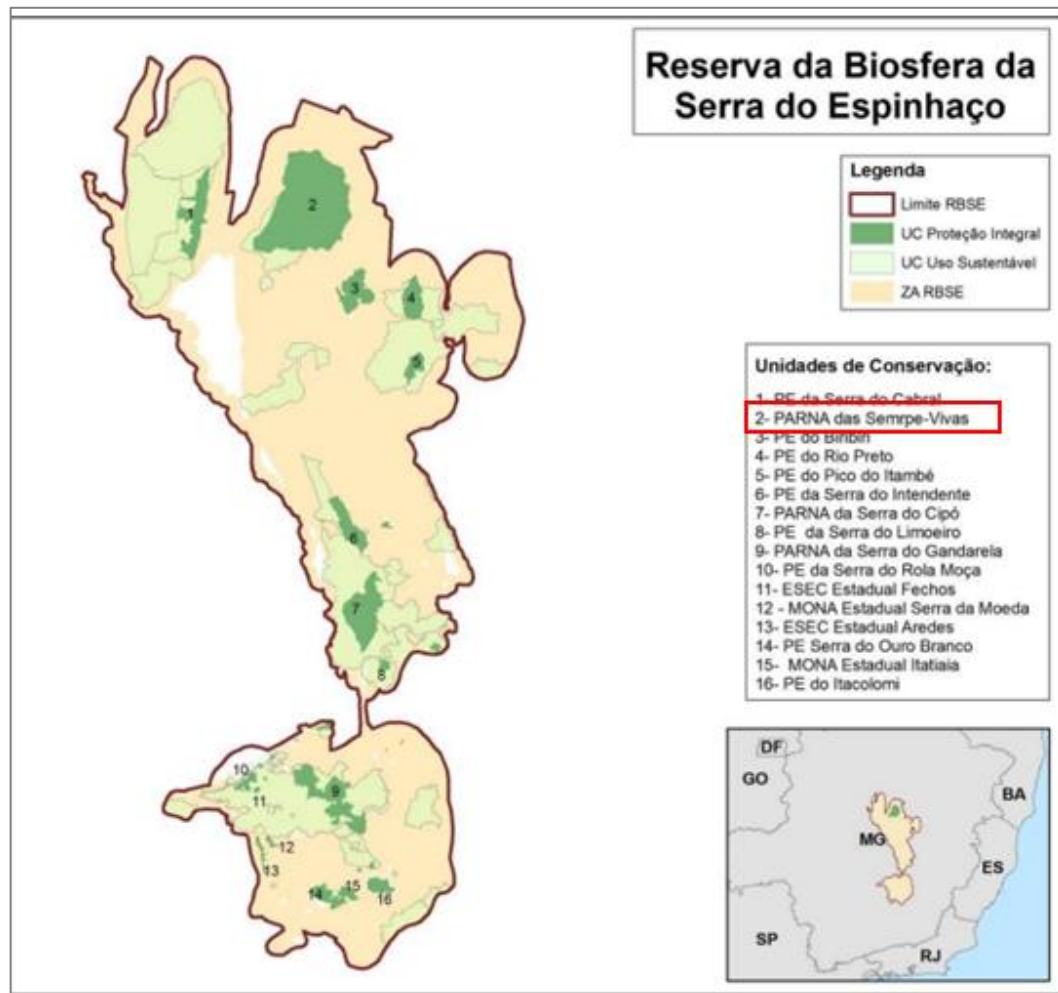 Reserva da Biosfera da
Serra do Espinhaço
Legenda
Limite RBSE
UC Proteção Integral
UC Uso Sustentável
ZA RBSE
Unidades de Conservação:
1- PE da Serra do Cabral
2- PARNA das Semrpe-Vivas
3- PE do Biribiri
4- PE do Rio Preto
5- PE do Pico do Itambé
6- PE da Serra do Intendente
7- PARNA da Serra do Cipó
8- PE da Serra do Limoeiro
9- PARNA da Serra do Gandarela
10- PE da Serra do Rola Moça
11- ESEC Estadual Fechos
12 - MONA Estadual Serra da Moeda
13- ESEC Estadual Aredes
14- PE Serra do Ouro Branco
15- MONA Estadual Itatiaia
16- PE do Itacolomi
1
2
3
4
5
6
7
8
9
10
11
12
13
14
15
16
DF
GO
BA
MG
ES
SP
RJ